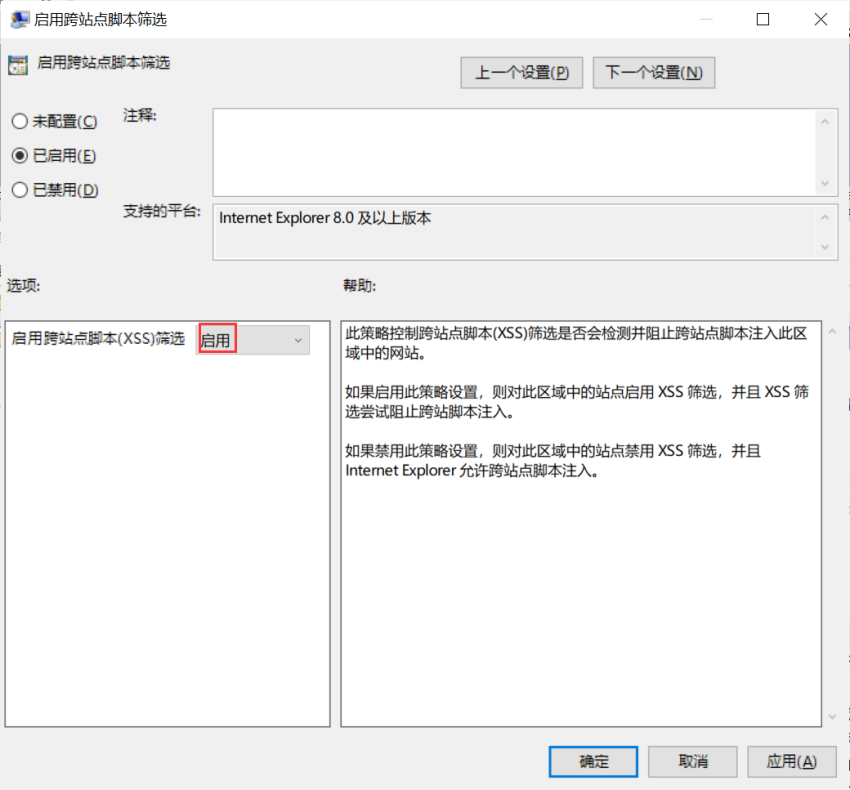 启用跨站点脚本筛选
启用跨站点脚本筛选
上一个设置(P)
下一个设置(N)
未配置(C)
注释:
已启用(E)
已禁用(D)
支持的平台:
Internet Explorer 8.0 及以上版本
选项:
帮助:
启用跨站点脚本(XSS)筛选
启用
此策略控制跨站点脚本(XSS)筛选是否会检测并阻止跨站点脚本注入此区
域中的网站。
如果启用此策略设置，则对此区域中的站点启用 XSS 筛选，并且 XSS 筛
选尝试阻止跨站脚本注入。
如果禁用此策略设置，则对此区域中的站点禁用 XSS 筛选，并且
Internet Explorer 允许跨站点脚本注入。
确定
取消
应用(A)